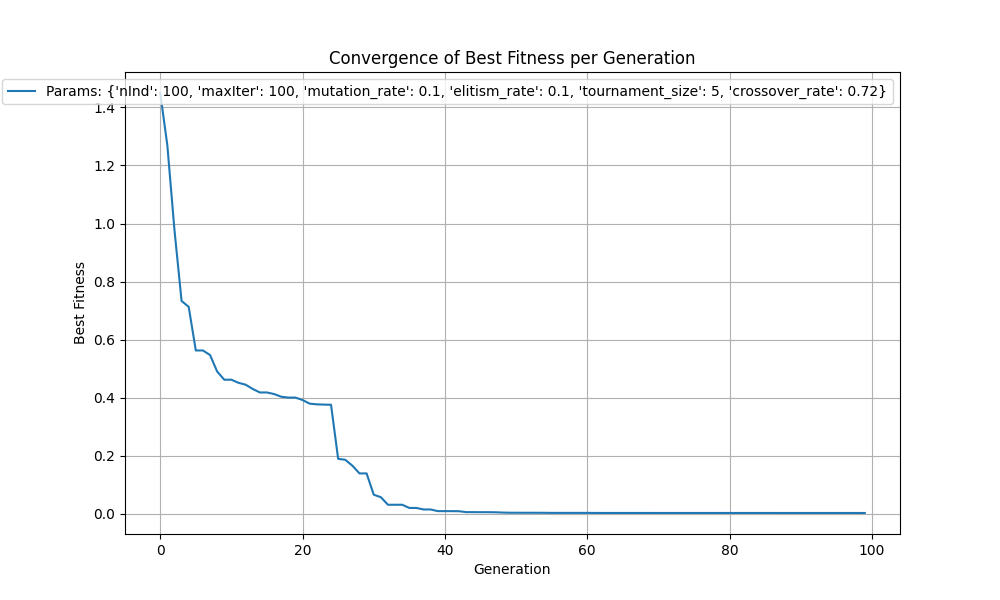 Convergence of Best Fitness per Generation
Params: {'nInd': 100, 'maxIter': 100, 'mutation_rate': 0.1, 'elitism_rate': 0.1, 'tournament_size': 5, 'crossover_rate': 0.72}
1.4
1.2
1.0
0.8
0.6
0.4
0.2
0.0
Best Fitness
0 20 40 60 80 100
Generation